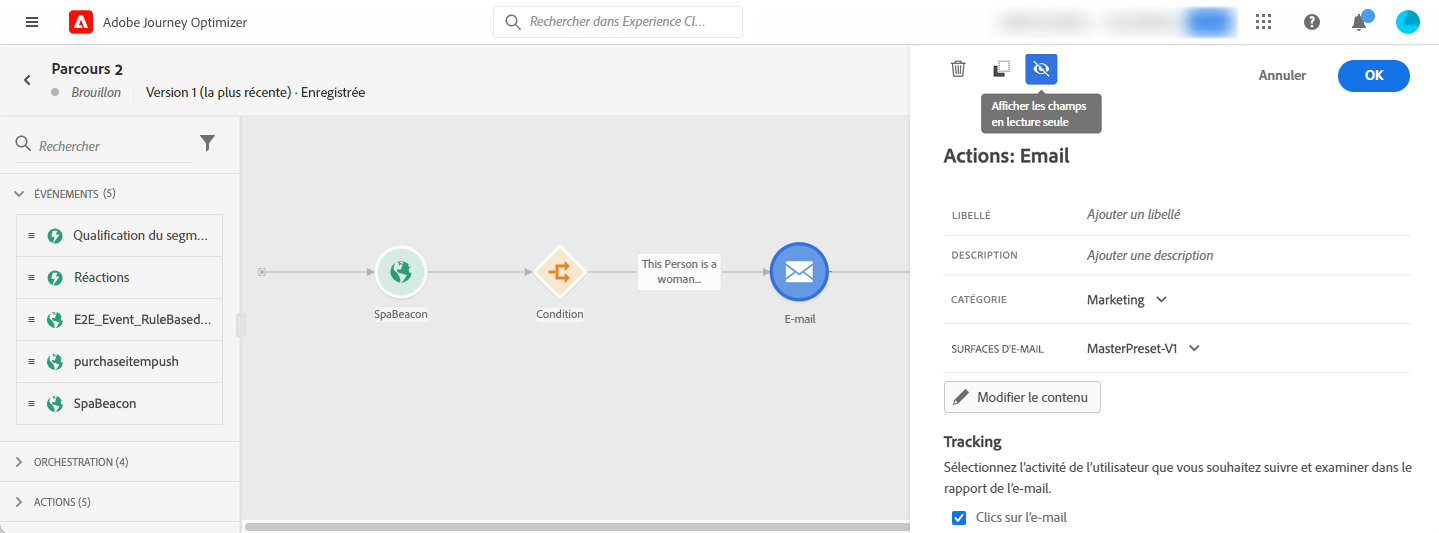 Adobe Journey Optimizer
Rechercher dans Experience Cl...
Parcours 2
Brouillon
Version 1 (la plus récente) · Enregistrée
Annuler
OK
Afficher les champs
en lecture seule
Rechercher
ÉVÉNEMENTS (5)
Qualification du segm...
Réactions
E2E_Event_RuleBased...
purchaseitempush
SpaBeacon
ORCHESTRATION (4)
ACTIONS (5)
SpaBeacon
Condition
This Person is a
woman...
E-mail
Actions: Email
LIBELLÉ
Ajouter un libellé
DESCRIPTION
Ajouter une description
CATÉGORIE
Marketing
SURFACES D'E-MAIL
MasterPreset-V1
Modifier le contenu
Tracking
Sélectionnez l'activité de l'utilisateur que vous souhaitez suivre et examiner dans le
rapport de l'e-mail.
Clics sur l'e-mail